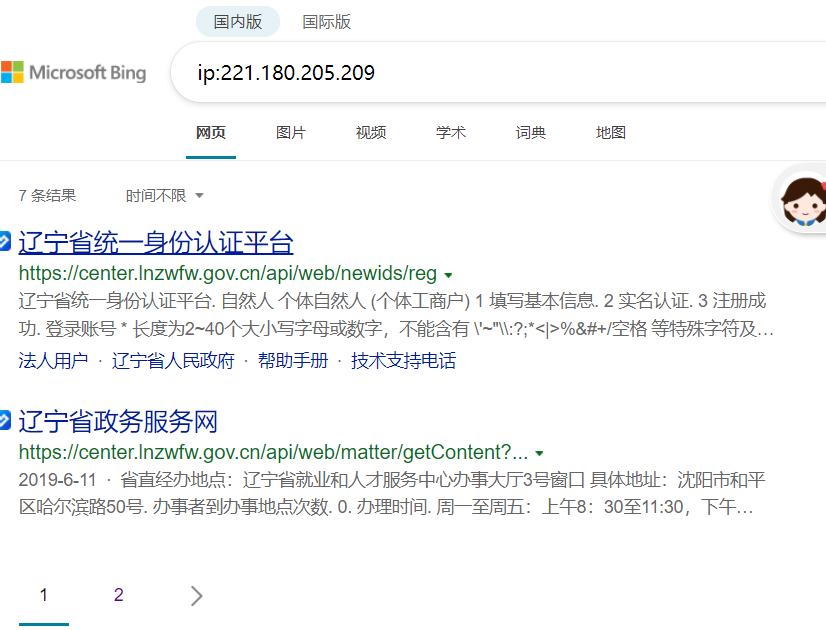 国内版 国际版
Microsoft Bing
ip:221.180.205.209
网页 图片 视频 学术 词典 地图
7 条结果 时间不限
辽宁省统一身份认证平台
https://center.lnzwfw.gov.cn/api/web/newids/reg
辽宁省统一身份认证平台. 自然人 个体自然人 (个体工商户) 1 填写基本信息. 2 实名认证. 3 注册成
功. 登录账号 * 长度为2~40个大小写字母或数字，不能含有 \'~"\\:?;*<|>%&#+/空格 等特殊字符及…
法人用户 · 辽宁省人民政府 · 帮助手册 · 技术支持电话
辽宁省政务服务网
https://center.lnzwfw.gov.cn/api/web/matter/getContent?...
2019-6-11 · 省直经办地点：辽宁省就业和人才服务中心办事大厅3号窗口 具体地址：沈阳市和平
区哈尔滨路50号. 办事者到办事地点次数. 0. 办理时间. 周一至周五：上午8：30至11:30，下午…
1 2